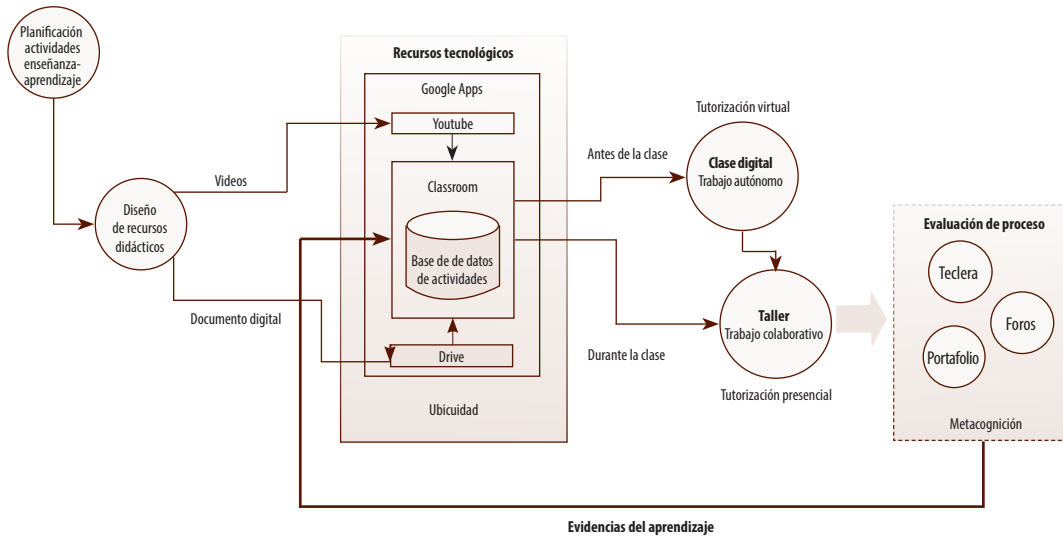 Planificación
actividades
enseñanza-
aprendizaje
Diseño
de recursos
didácticos
Videos
Documento digital
Recursos tecnológicos
Google Apps
Youtube
Classroom
Base de de datos
de actividades
Drive
Ubicuidad
Antes de la clase
Durante la clase
Tutorización virtual
Clase digital
Trabajo autónomo
Taller
Trabajo colaborativo
Tutorización presencial
Evaluación de proceso
Teclera
Foros
Portafolio
Metacognición
Evidencias del aprendizaje